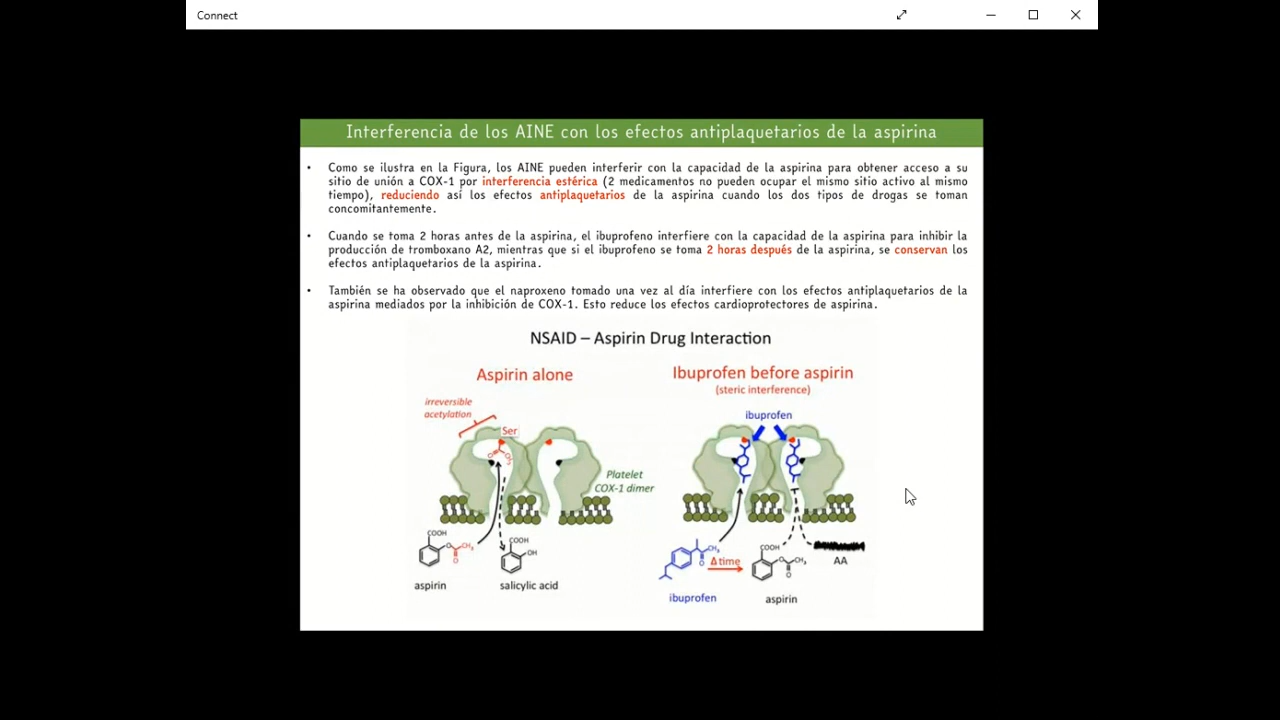 Connect
Interferencia de los AINE con los efectos antiplaquetarios de la aspirina
• Como se ilustra en la Figura, los AINE pueden interferir con la capacidad de la aspirina para obtener acceso a su
sitio de unión a COX-1 por interferencia estérica (2 medicamentos no pueden ocupar el mismo sitio activo al mismo
tiempo), reduciendo así los efectos antiplaquetarios de la aspirina cuando los dos tipos de drogas se toman
concomitantemente.
• Cuando se toma 2 horas antes de la aspirina, el ibuprofeno interfiere con la capacidad de la aspirina para inhibir la
producción de tromboxano A2, mientras que si el ibuprofeno se toma 2 horas después de la aspirina, se conservan los
efectos antiplaquetarios de la aspirina.
• También se ha observado que el naproxeno tomado una vez al día interfiere con los efectos antiplaquetarios de la
aspirina mediados por la inhibición de COX-1. Esto reduce los efectos cardioprotectores de aspirina.
NSAID – Aspirin Drug Interaction
Aspirin alone
irreversible
acetylation
Ser
O
O
CH3
Platelet
COX-1 dimer
COOH
O
CH3
O
aspirin
COOH
OH
salicylic acid
Ibuprofen before aspirin
(steric interference)
ibuprofen
CH3
O
ibuprofen
Δ time
COOH
O
CH3
O
aspirin
AA